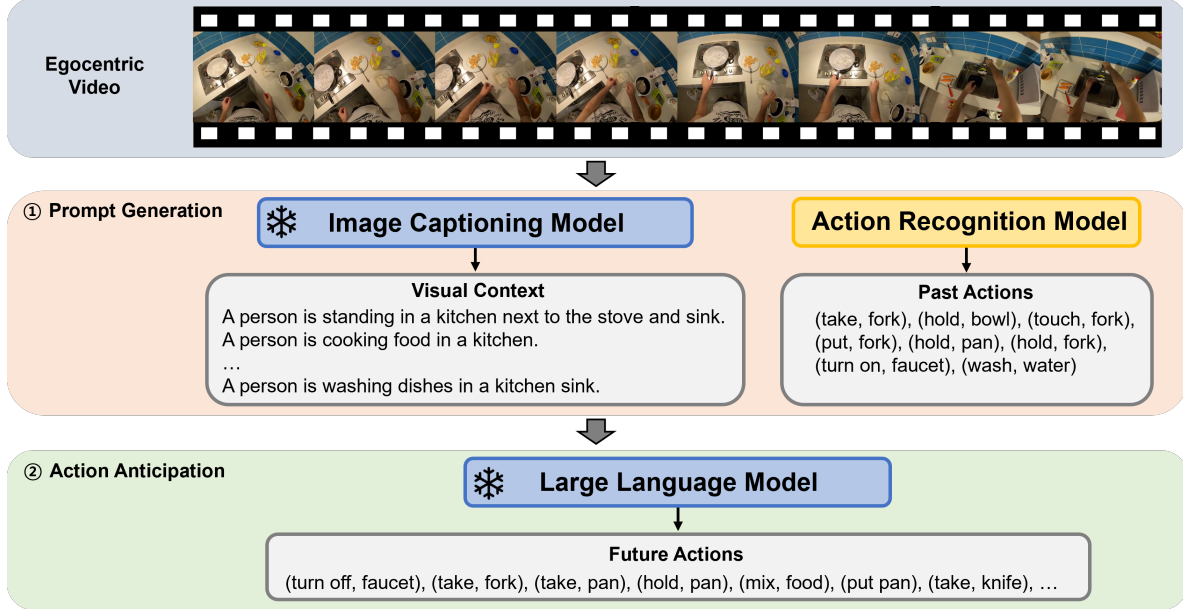 Egocentric
Video
① Prompt Generation
Image Captioning Model
Action Recognition Model
Visual Context
A person is standing in a kitchen next to the stove and sink.
A person is cooking food in a kitchen.
…
A person is washing dishes in a kitchen sink.
Past Actions
(take, fork), (hold, bowl), (touch, fork),
(put, fork), (hold, pan), (hold, fork),
(turn on, faucet), (wash, water)
② Action Anticipation
Large Language Model
Future Actions
(turn off, faucet), (take, fork), (take, pan), (hold, pan), (mix, food), (put pan), (take, knife), …